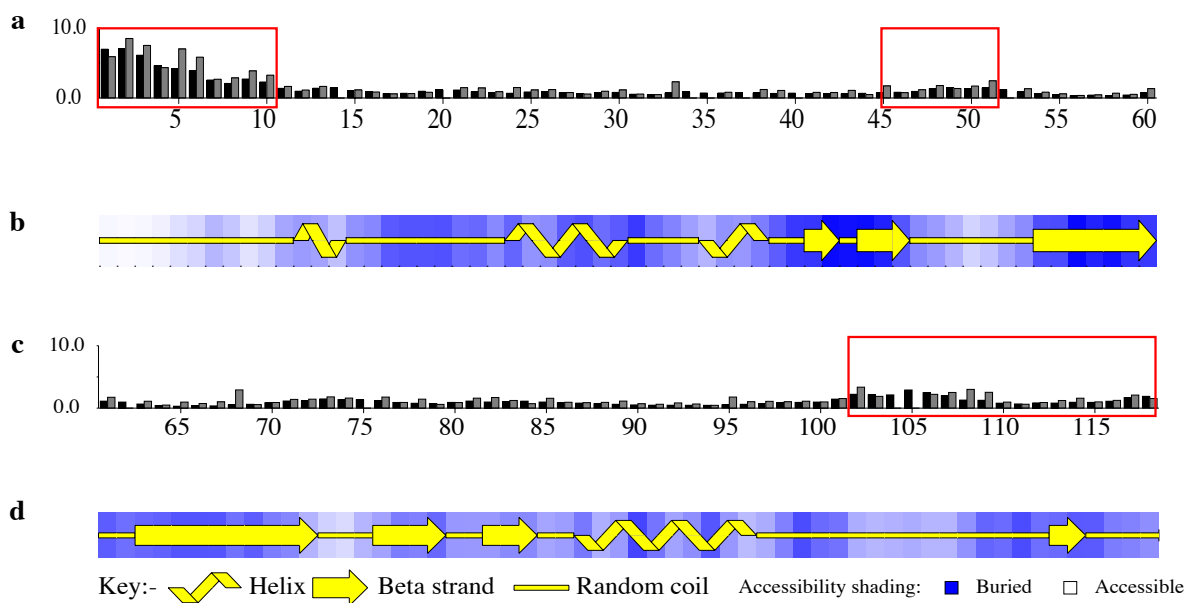 a
10.0
0.0
5 10 15 20 25 30 35 40 45 50 55 60
b
c
10.0
0.0
65 70 75 80 85 90 95 100 105 110 115
d
Key:- Helix Beta strand Random coil Accessibility shading: Buried Accessible